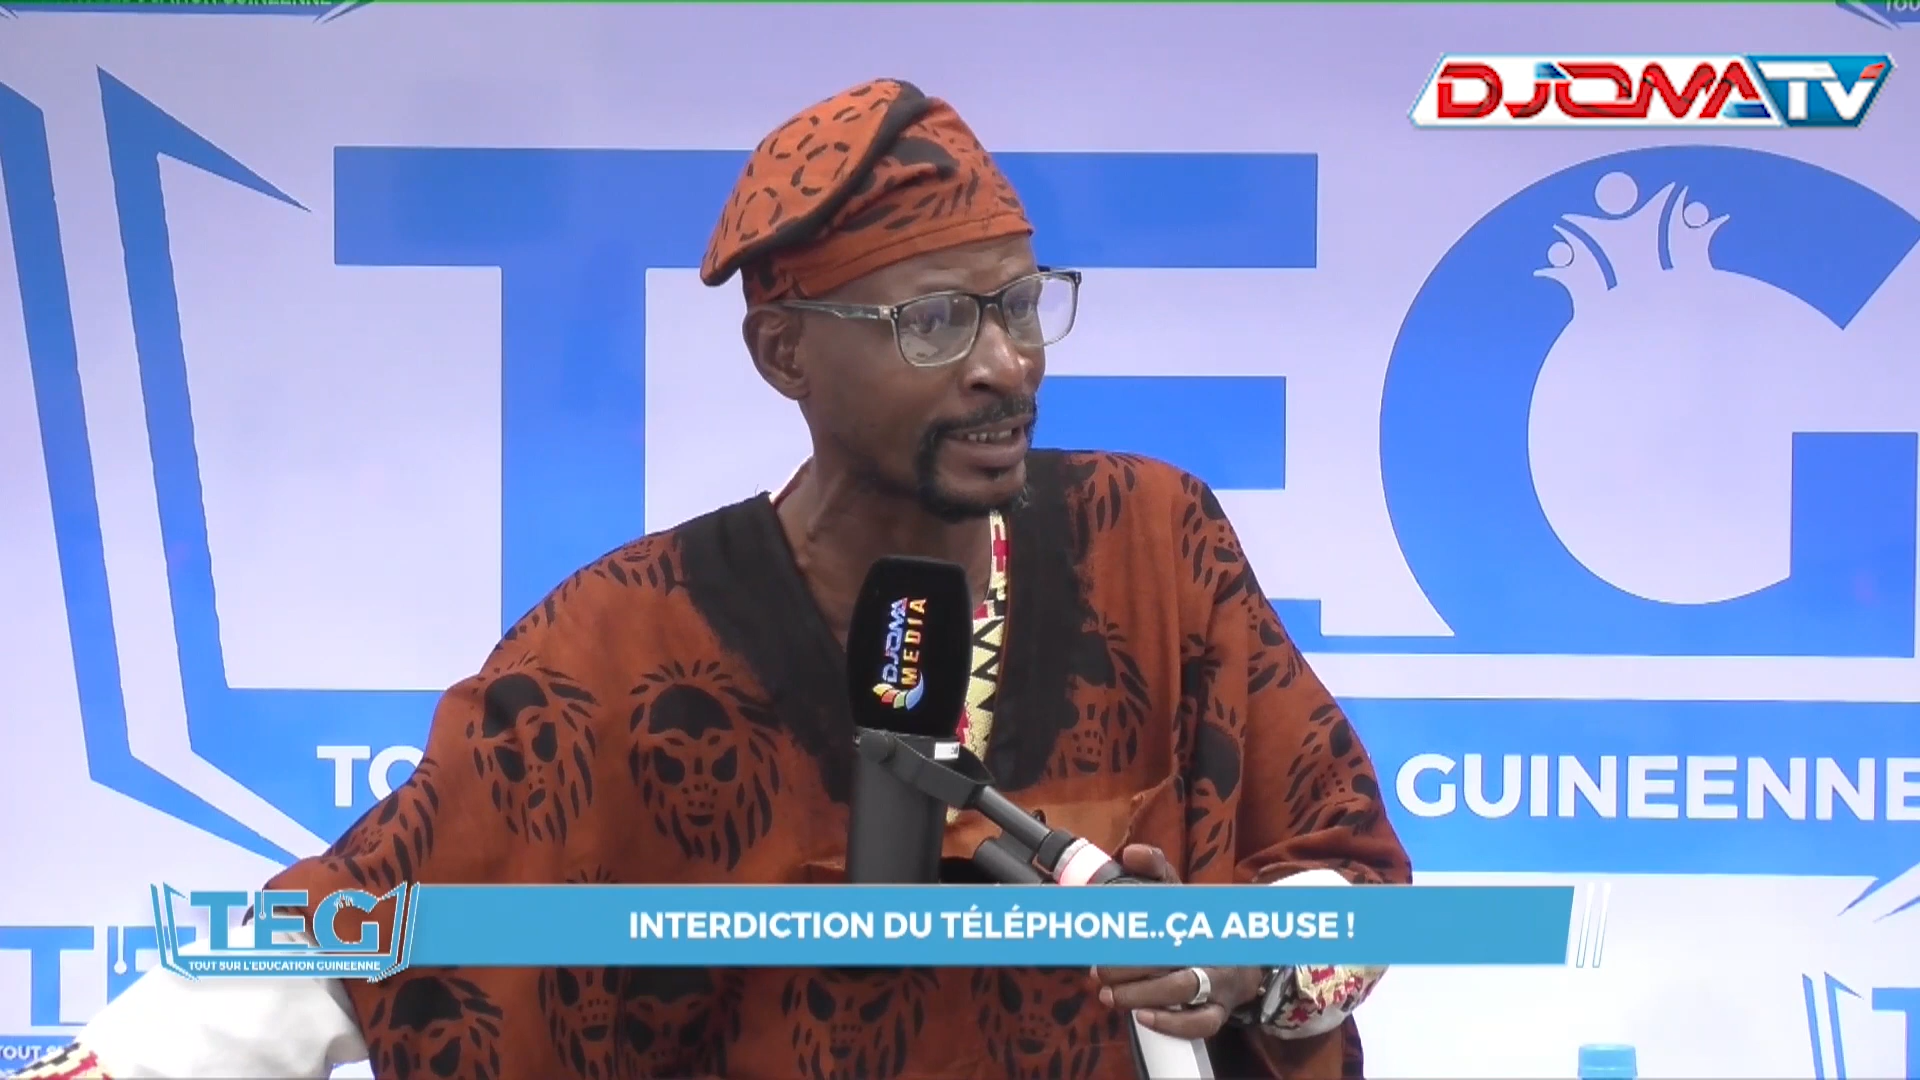 DJOMA TV
TEG
GUINEENNE
DJOMA
MEDIA
TEG
TOUT SUR L'EDUCATION GUINEENNE
INTERDICTION DU TÉLÉPHONE..ÇA ABUSE !